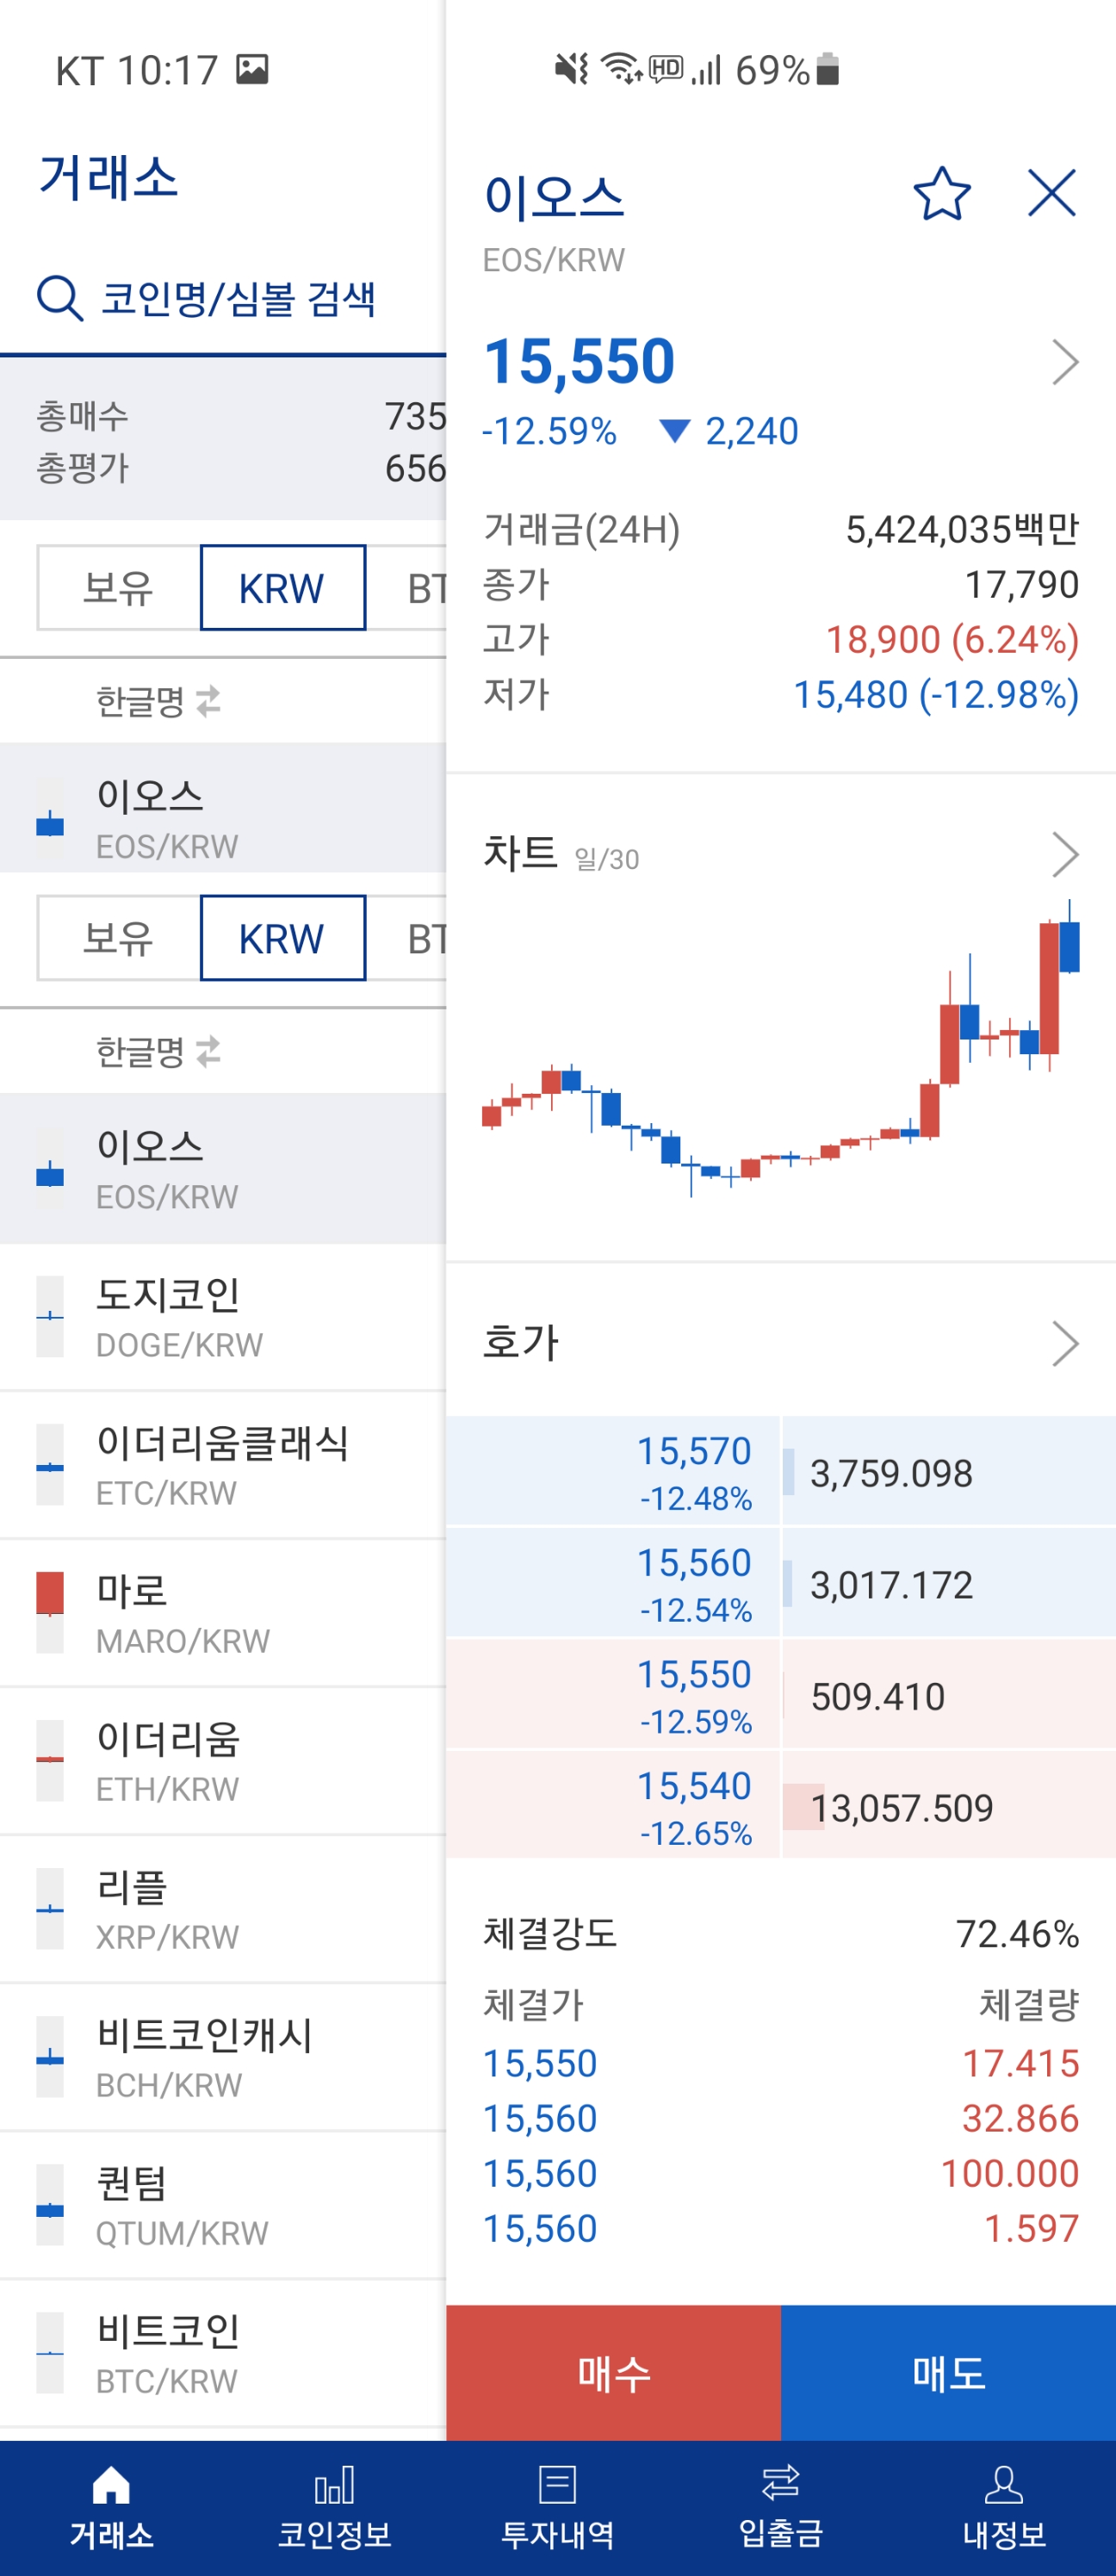 KT 10:17
HD 69%
거래소
코인명/심볼 검색
총매수 735
총평가 656
보유 KRW BT
한글명
이오스
EOS/KRW
보유 KRW BT
한글명
이오스
EOS/KRW
도지코인
DOGE/KRW
이더리움클래식
ETC/KRW
마로
MARO/KRW
이더리움
ETH/KRW
리플
XRP/KRW
비트코인캐시
BCH/KRW
퀀텀
QTUM/KRW
비트코인
BTC/KRW
이오스
EOS/KRW
15,550
-12.59% ▼ 2,240
거래금(24H) 5,424,035백만
종가 17,790
고가 18,900 (6.24%)
저가 15,480 (-12.98%)
차트 일/30
호가
15,570
-12.48%
3,759.098
15,560
-12.54%
3,017.172
15,550
-12.59%
509.410
15,540
-12.65%
13,057.509
체결강도 72.46%
체결가 체결량
15,550 17.415
15,560 32.866
15,560 100.000
15,560 1.597
매수 매도
거래소 코인정보 투자내역 입출금 내정보